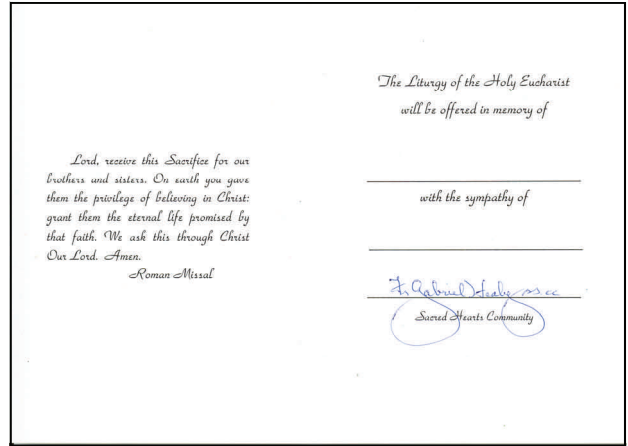 Lord, receive this Sacrifice for our
brothers and sisters. On earth you gave
them the privilege of believing in Christ:
grant them the eternal life promised by
that faith. We ask this through Christ
Our Lord. Amen.
Roman Missal
The Liturgy of the Holy Eucharist
will be offered in memory of
with the sympathy of
Fr Gabriel ss.cc
Sacred Hearts Community